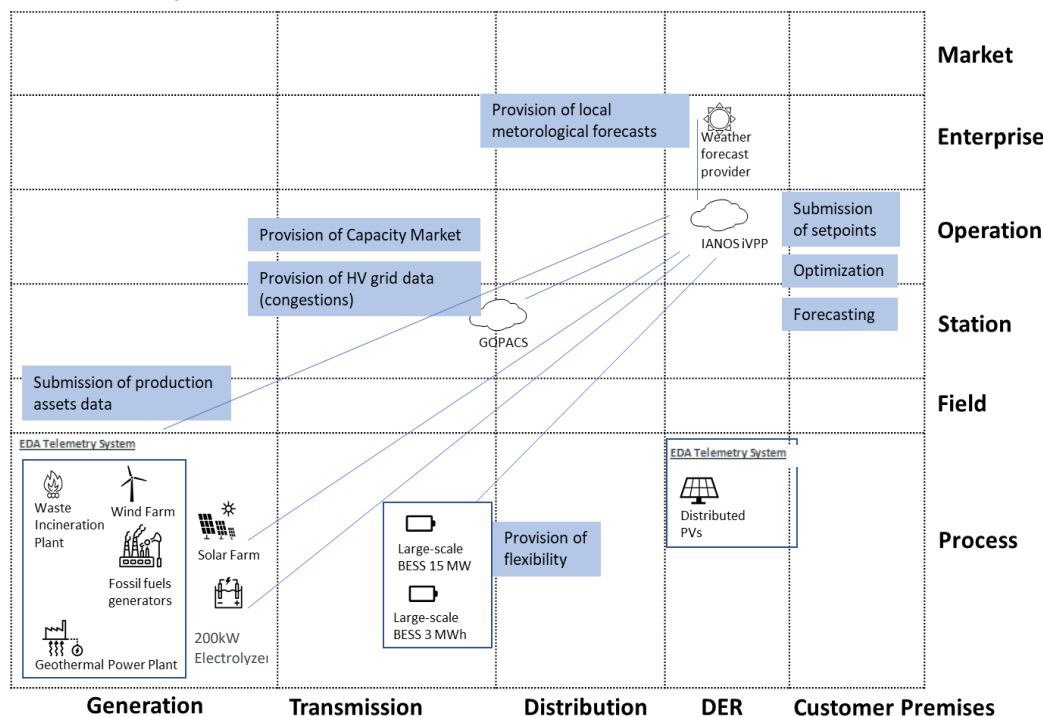 Market
Provision of local
metorological forecasts
Weather
forecast
provider
Enterprise
Provision of Capacity Market
IANOS iVPP
Submission
of setpoints
Operation
Provision of HV grid data
(congestions)
Optimization
GOPACS
Forecasting
Station
Submission of production
assets data
Field
EDA Telemetry System
Waste
Incineration
Plant
Wind Farm
Fossil fuels
generators
Geothermal Power Plant
Solar Farm
200kW
Electrolyzer
Large-scale
BESS 15 MW
Large-scale
BESS 3 MWh
Provision of
flexibility
EDA Telemetry System
Distributed
PVs
Process
Generation
Transmission
Distribution
DER
Customer Premises